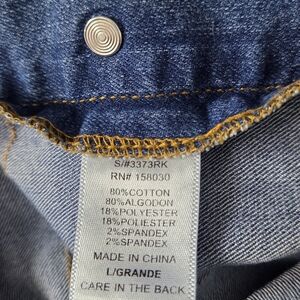 S/#3373RK
RN# 158030
80%COTTON
80%ALGODON
18%POLYESTER
18%POLIESTER
2%SPANDEX
2%SPANDEX
MADE IN CHINA
L/GRANDE
CARE IN THE BACK